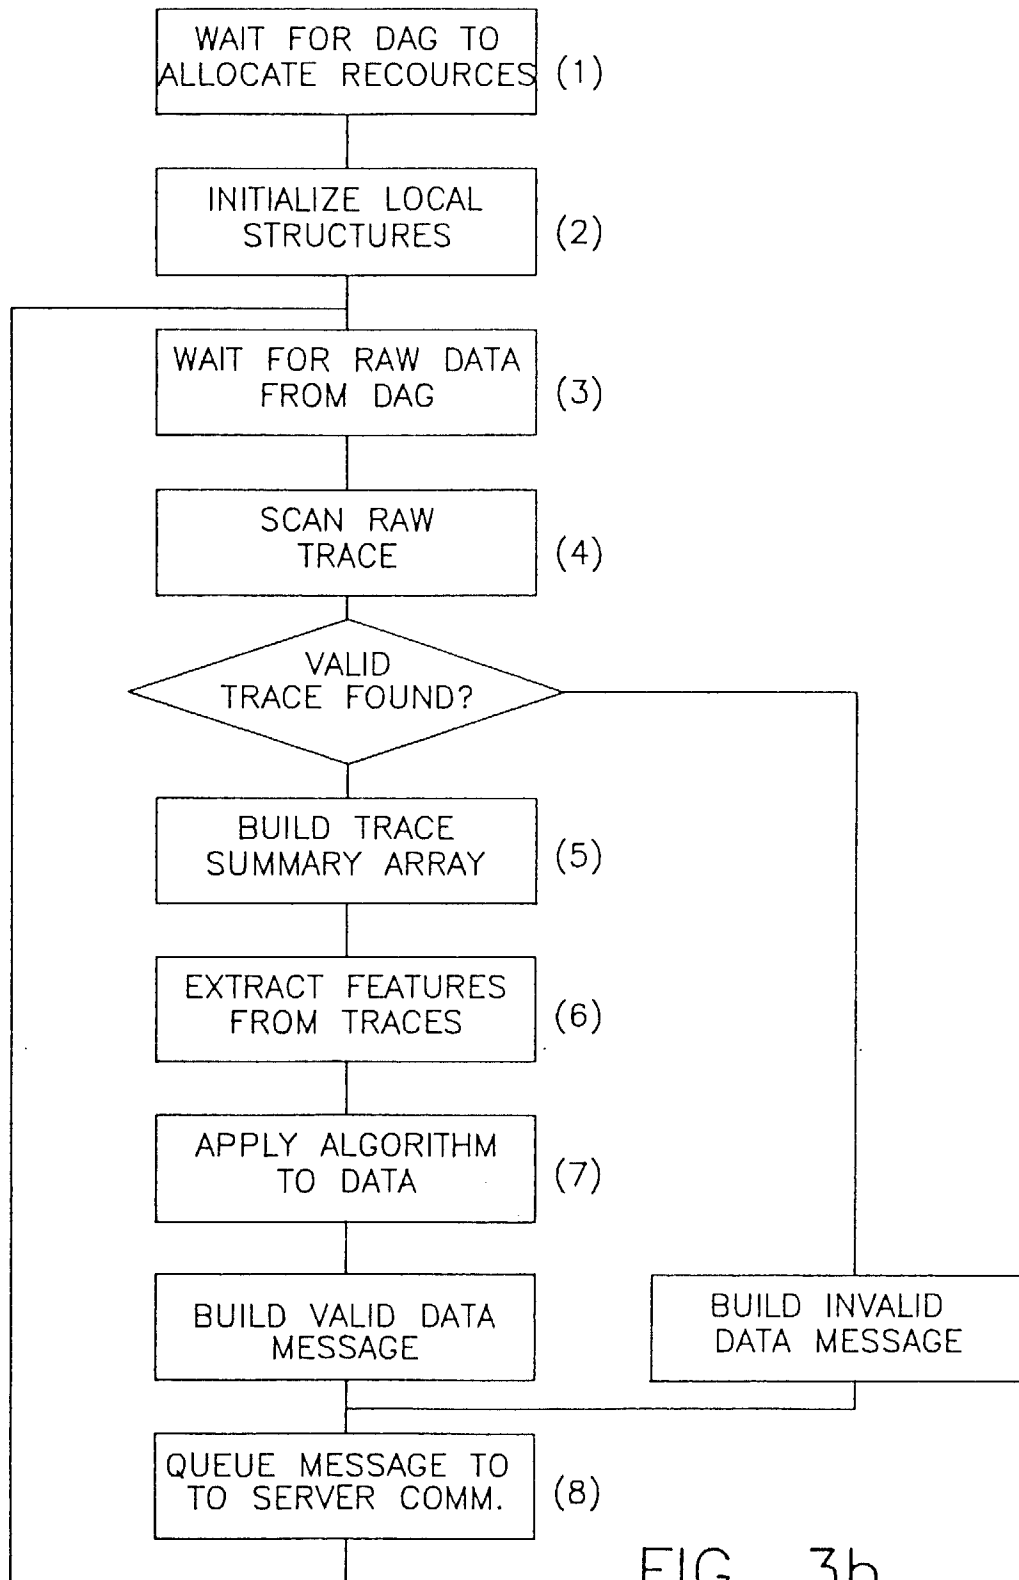 WAIT FOR DAG TO
ALLOCATE RECOURCES
(1)
INITIALIZE LOCAL
STRUCTURES
(2)
WAIT FOR RAW DATA
FROM DAG
(3)
SCAN RAW
TRACE
(4)
VALID
TRACE FOUND?
BUILD TRACE
SUMMARY ARRAY
(5)
EXTRACT FEATURES
FROM TRACES
(6)
APPLY ALGORITHM
TO DATA
(7)
BUILD VALID DATA
MESSAGE
BUILD INVALID
DATA MESSAGE
QUEUE MESSAGE TO
TO SERVER COMM.
(8)
FIG. 3b